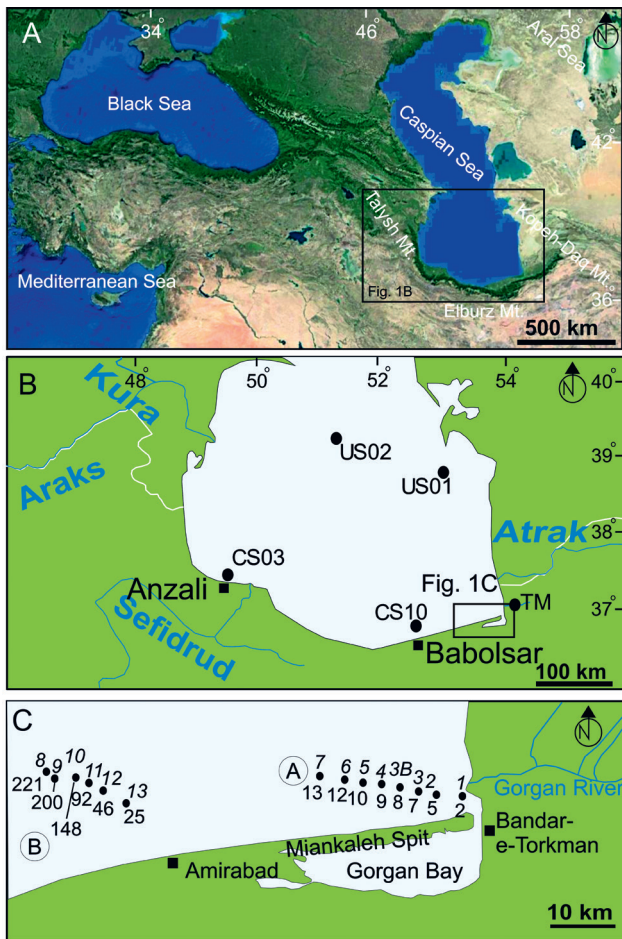 A
34
46
58
N
Aral Sea
Black Sea
Caspian Sea
42
Talysh Mt.
Kopeh-Daq Mt.
Mediterranean Sea
Fig. 1B
36
Elburz Mt.
500 km
B
48
50
52
54
40°
N
Kura
US02
39°
Araks
US01
38°
Atrak
CS03
Fig. 1C
Anzali
TM
CS10
37°
Sefidrud
Babolsar
100 km
C
N
8 9 10 11 12 13
221 200 148 92 46 25
B
A
7 6 5 4 3B 3 2 1
13 12 10 9 8 7 5 2
Gorgan River
Miankaleh Spit
Bandar-
e-Torkman
Amirabad
Gorgan Bay
10 km